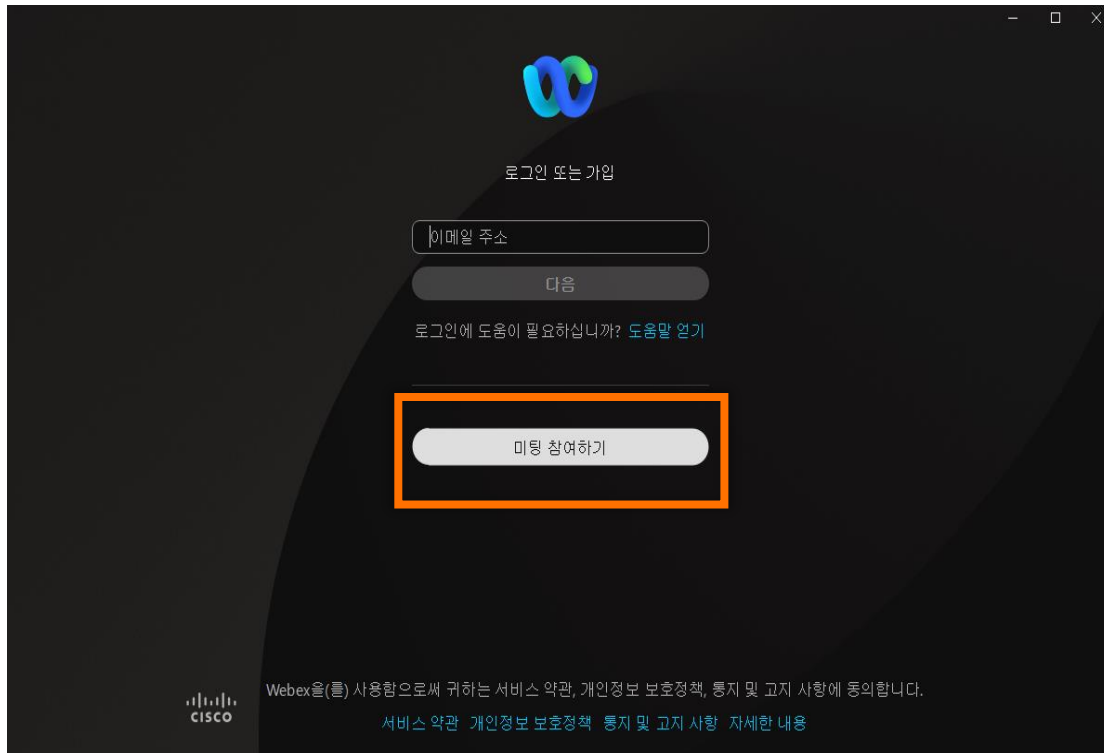 로그인 또는 가입
이메일 주소
다음
로그인에 도움이 필요하십니까? 도움말 얻기
미팅 참여하기
Webex을(를) 사용함으로써 귀하는 서비스 약관, 개인정보 보호정책, 통지 및 고지 사항에 동의합니다.
CISCO
서비스 약관 개인정보 보호정책 통지 및 고지 사항 자세한 내용